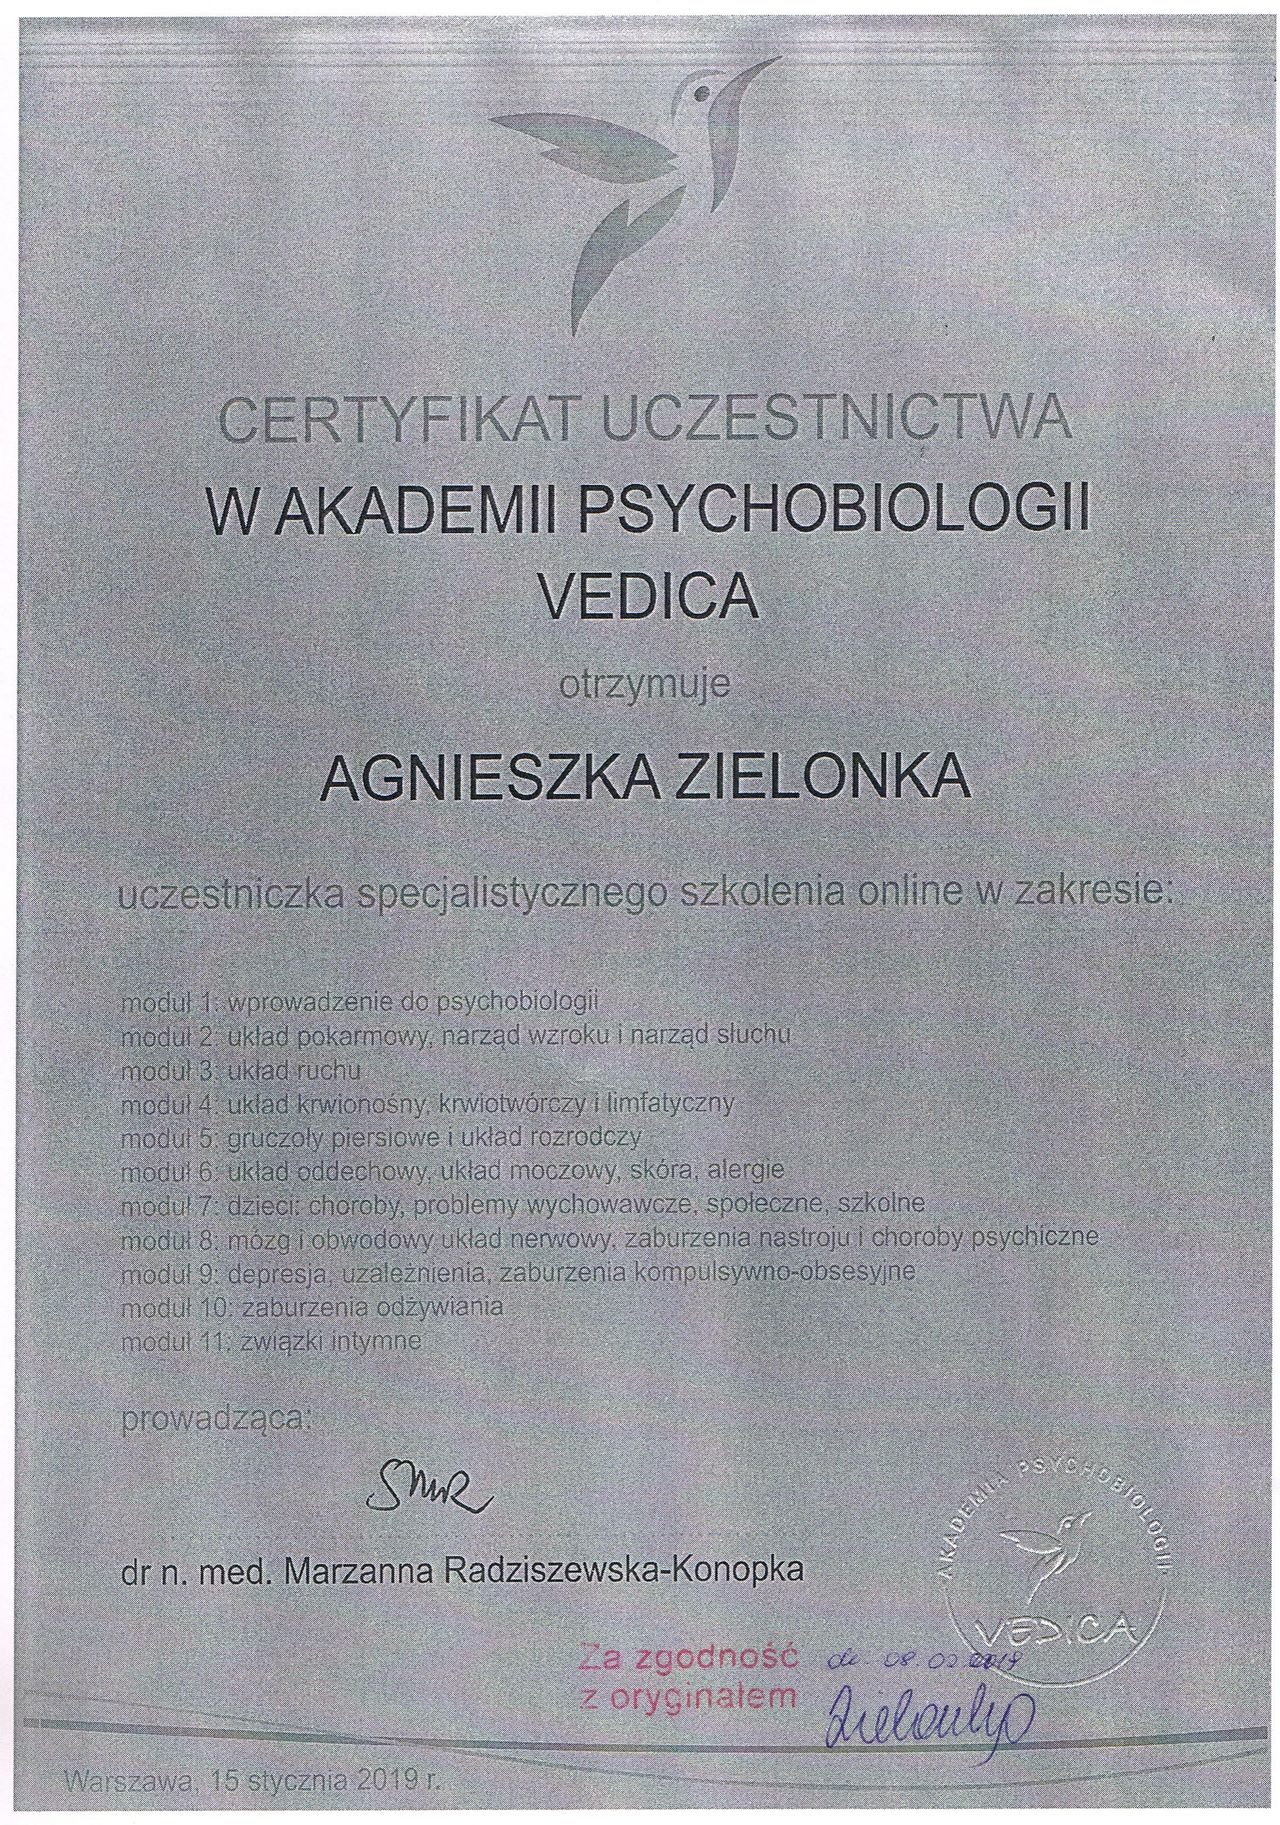 CERTYFIKAT UCZESTNICTWA
W AKADEMII PSYCHOBIOLOGII
VEDICA
otrzymuje
AGNIESZKA ZIELONKA
uczestniczka specjalistycznego szkolenia online w zakresie:
moduł 1: wprowadzenie do psychobiologii
moduł 2: układ pokarmowy, narząd wzroku i narząd słuchu
moduł 3: układ ruchu
moduł 4: układ krwionośny, krwiotwórczy i limfatyczny
moduł 5: gruczoły piersiowe i układ rozrodczy
moduł 6: układ oddechowy, układ moczowy, skóra, alergie
moduł 7: dzieci: choroby, problemy wychowawcze, społeczne, szkolne
moduł 8: mózg i obwodowy układ nerwowy, zaburzenia nastroju i choroby psychiczne
moduł 9: depresja, uzależnienia, zaburzenia kompulsywno-obsesyjne
moduł 10: zaburzenia odżywiania
moduł 11: związki intymne
prowadząca:
dr n. med. Marzanna Radziszewska-Konopka
AKADEMIA PSYCHOBIOLOGII
VEDICA
Za zgodność
z oryginałem
Warszawa, 15 stycznia 2019 r.